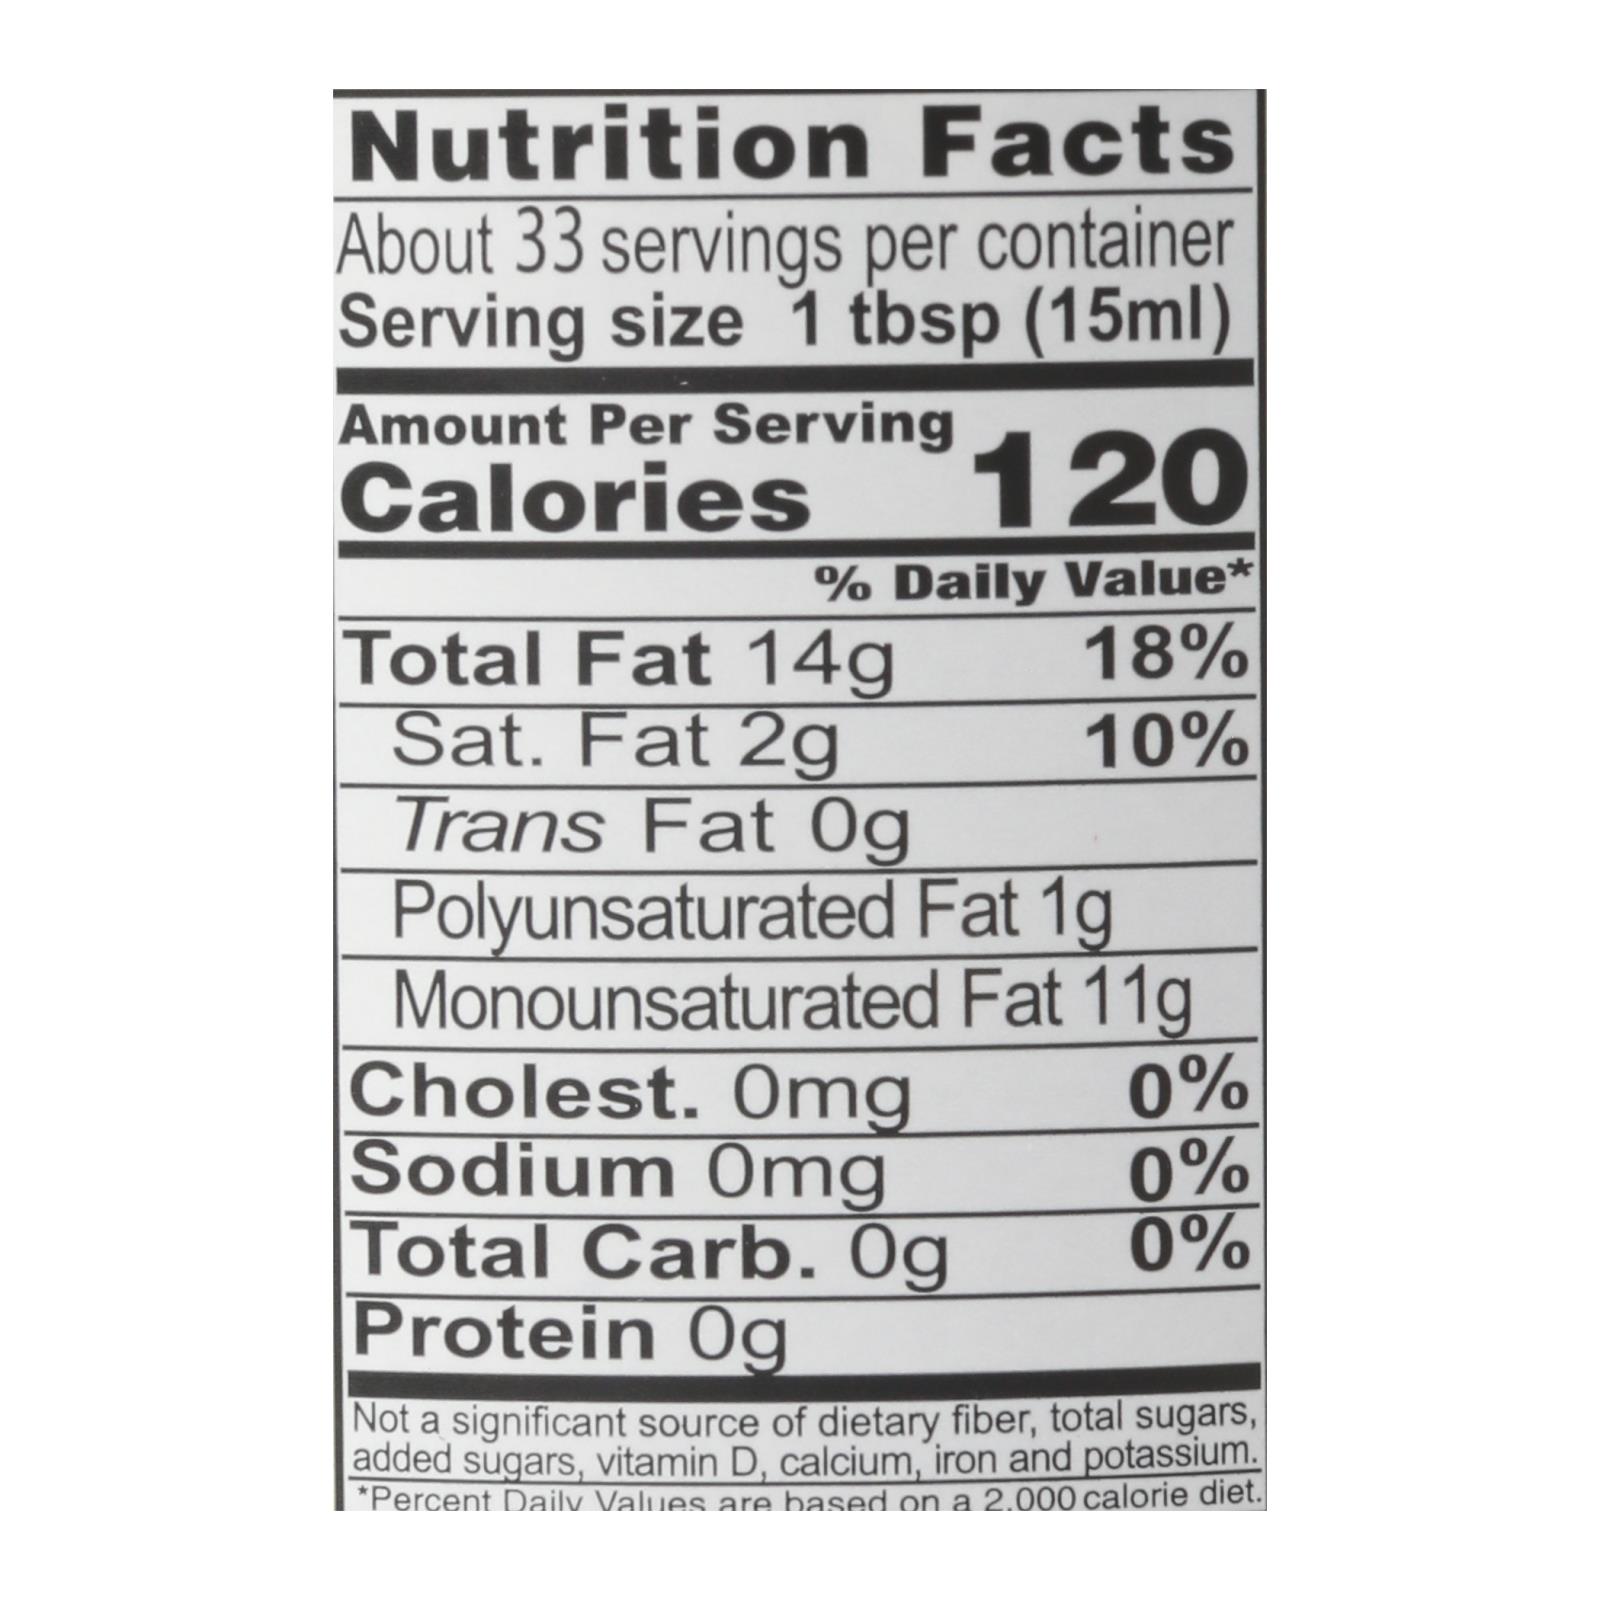 Nutrition Facts
About 33 servings per container
Serving size 1 tbsp (15ml)
Amount Per Serving
Calories 120
% Daily Value*
Total Fat 14g 18%
Sat. Fat 2g 10%
Trans Fat 0g
Polyunsaturated Fat 1g
Monounsaturated Fat 11g
Cholest. 0mg 0%
Sodium 0mg 0%
Total Carb. 0g 0%
Protein 0g
Not a significant source of dietary fiber, total sugars,
added sugars, vitamin D, calcium, iron and potassium.
*Percent Daily Values are based on a 2,000 calorie diet.